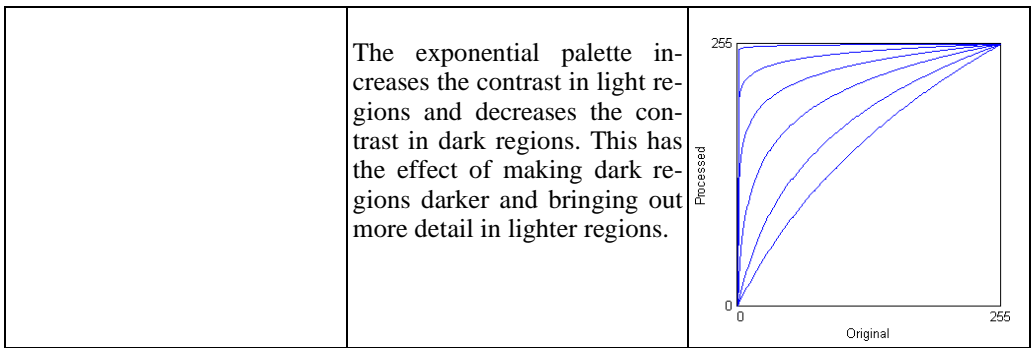 The exponential palette in-
creases the contrast in light re-
gions and decreases the con-
trast in dark regions. This has
the effect of making dark re-
gions darker and bringing out
more detail in lighter regions.
255
Processed
0
0
255
Original